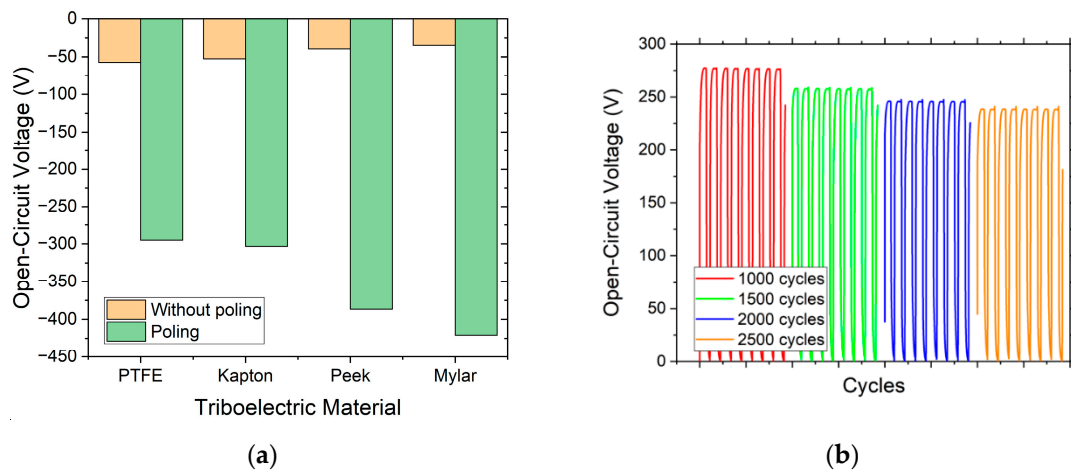 0
−50
−100
−150
−200
−250
−300
−350
−400
−450
Open-Circuit Voltage (V)
Without poling
Poling
PTFE Kapton Peek Mylar
Triboelectric Material
(a)
300
250
200
150
100
50
0
Open-Circuit Voltage (V)
1000 cycles
1500 cycles
2000 cycles
2500 cycles
Cycles
(b)